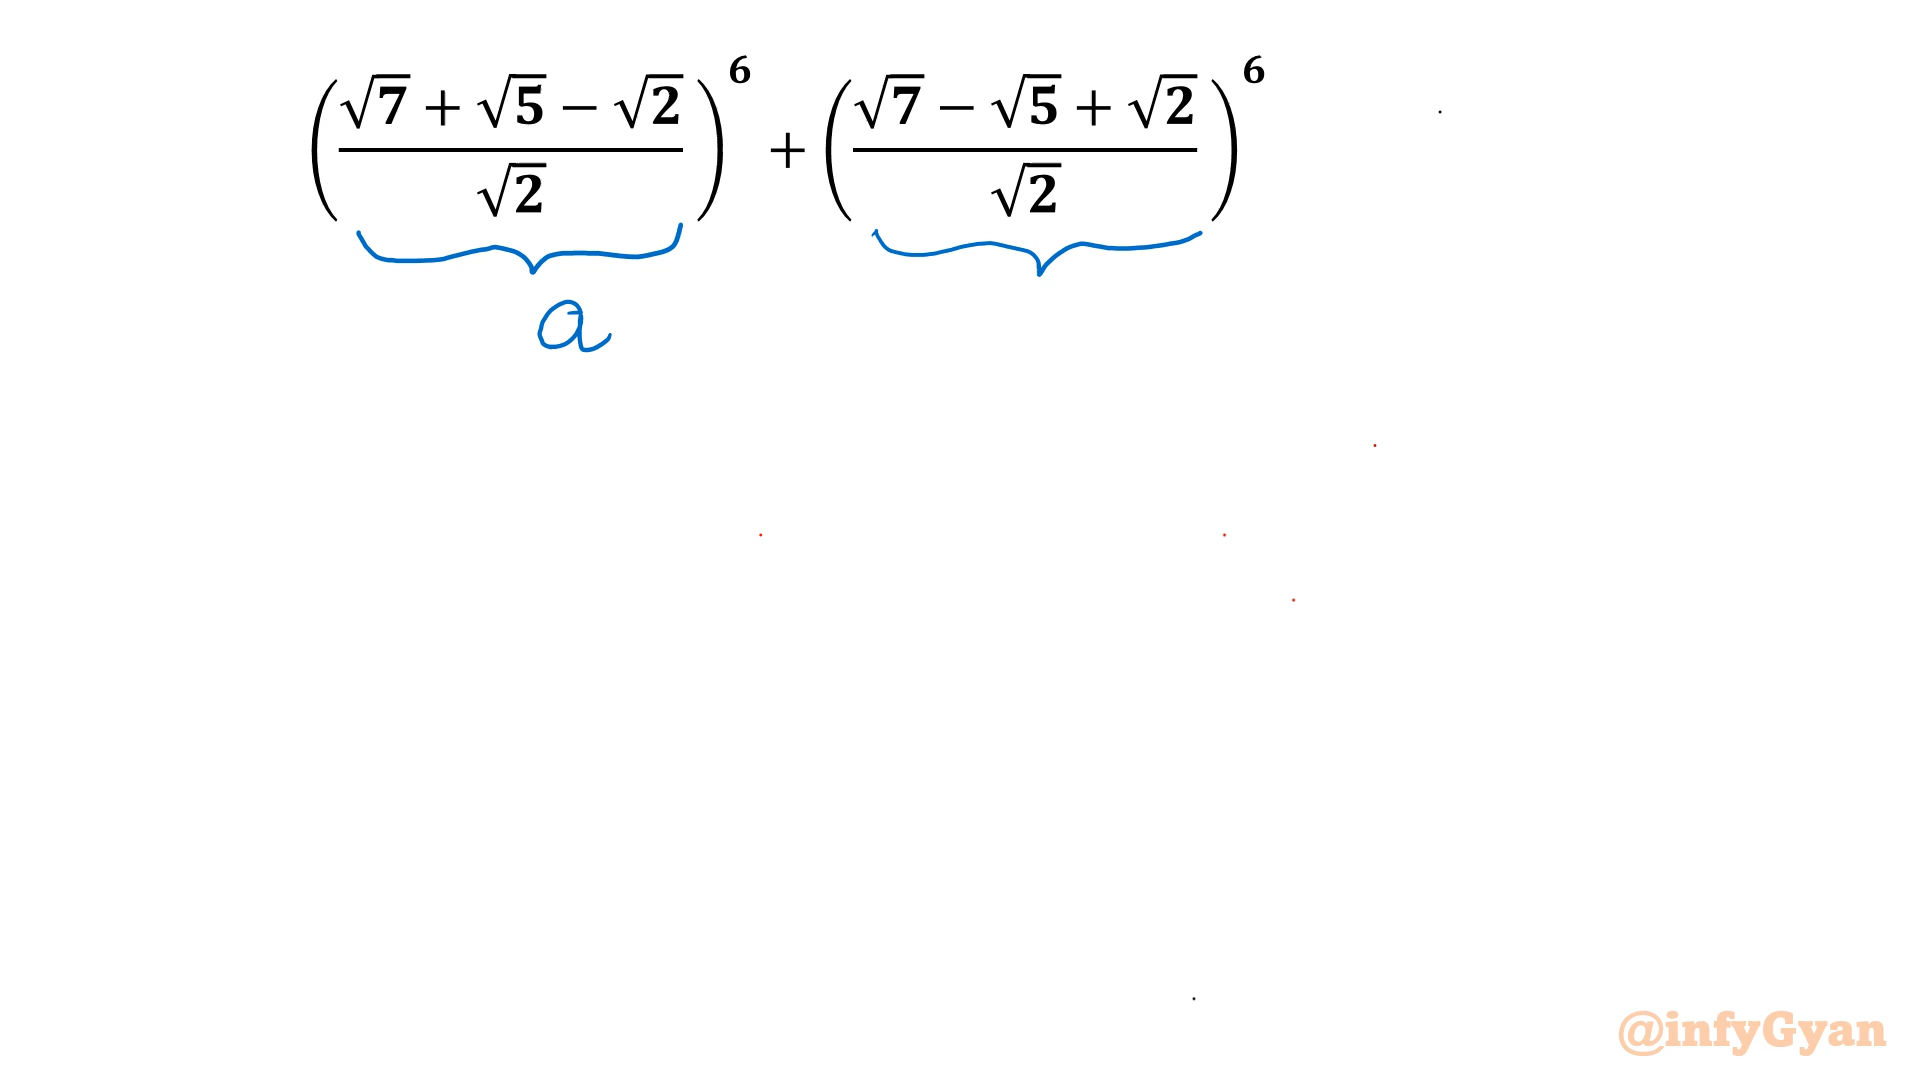 (√7 + √5 − √2 / √2)^6 + (√7 − √5 + √2 / √2)^6
a
@infyGyan